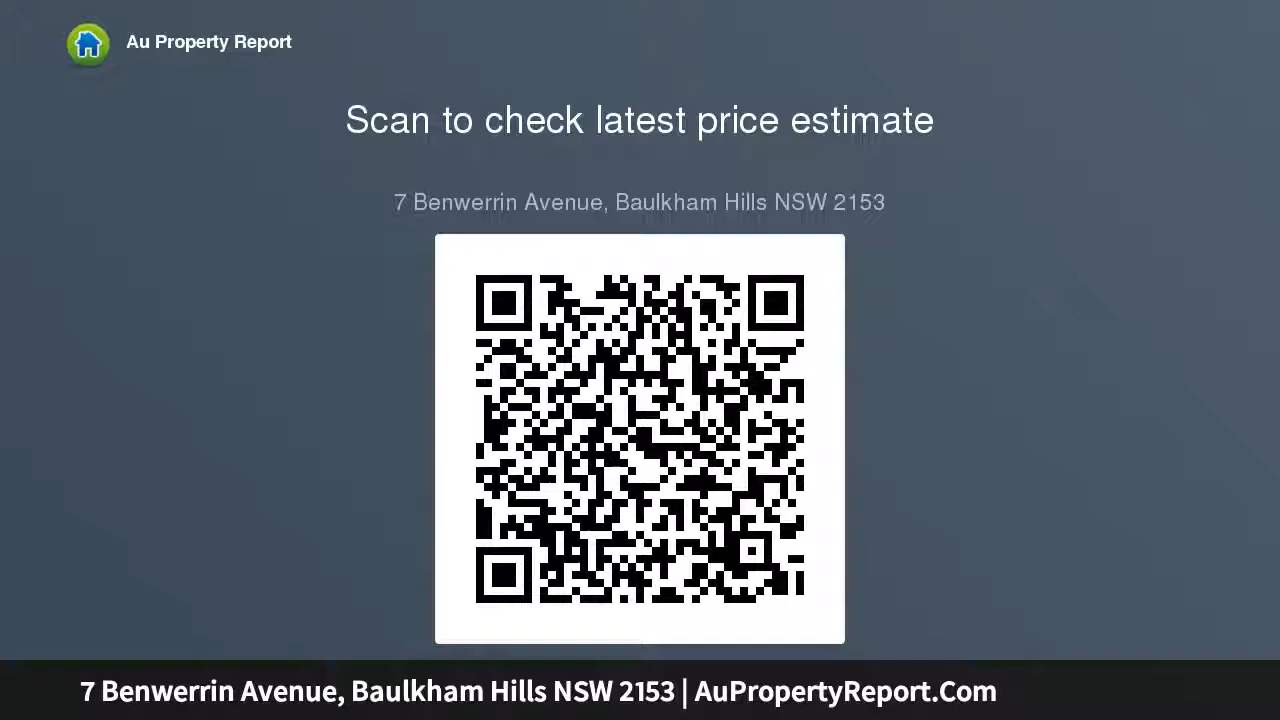 Au Property Report
Scan to check latest price estimate
7 Benwerrin Avenue, Baulkham Hills NSW 2153
7 Benwerrin Avenue, Baulkham Hills NSW 2153 | AuPropertyReport.Com